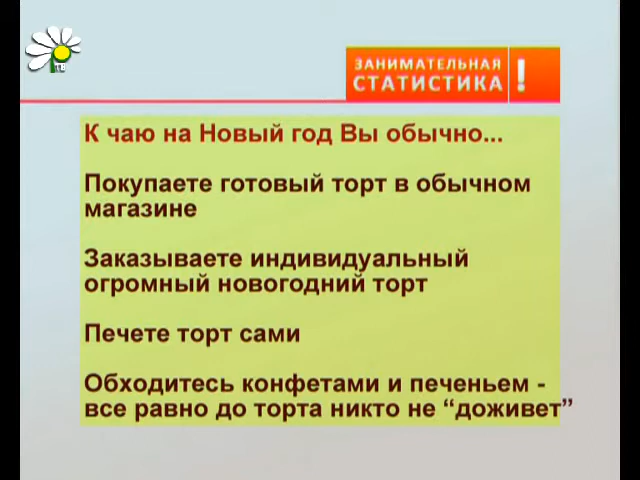 ТВ
ЗАНИМАТЕЛЬНАЯ
СТАТИСТИКА !
К чаю на Новый год Вы обычно...
Покупаете готовый торт в обычном
магазине
Заказываете индивидуальный
огромный новогодний торт
Печете торт сами
Обходитесь конфетами и печеньем -
все равно до торта никто не “доживет”